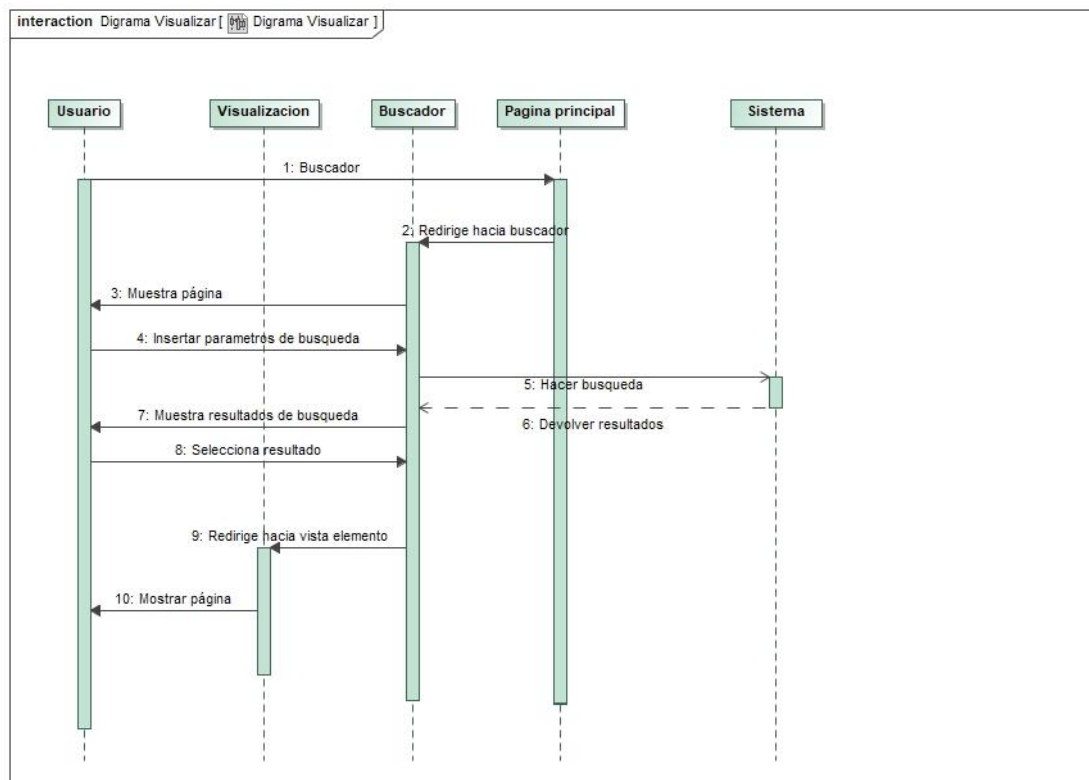 interaction Digrama Visualizar [ Digrama Visualizar ]
Usuario
Visualizacion
Buscador
Pagina principal
Sistema
1: Buscador
2: Redirige hacia buscador
3: Muestra página
4: Insertar parametros de busqueda
5: Hacer busqueda
6: Devolver resultados
7: Muestra resultados de busqueda
8: Selecciona resultado
9: Redirige hacia vista elemento
10: Mostrar página